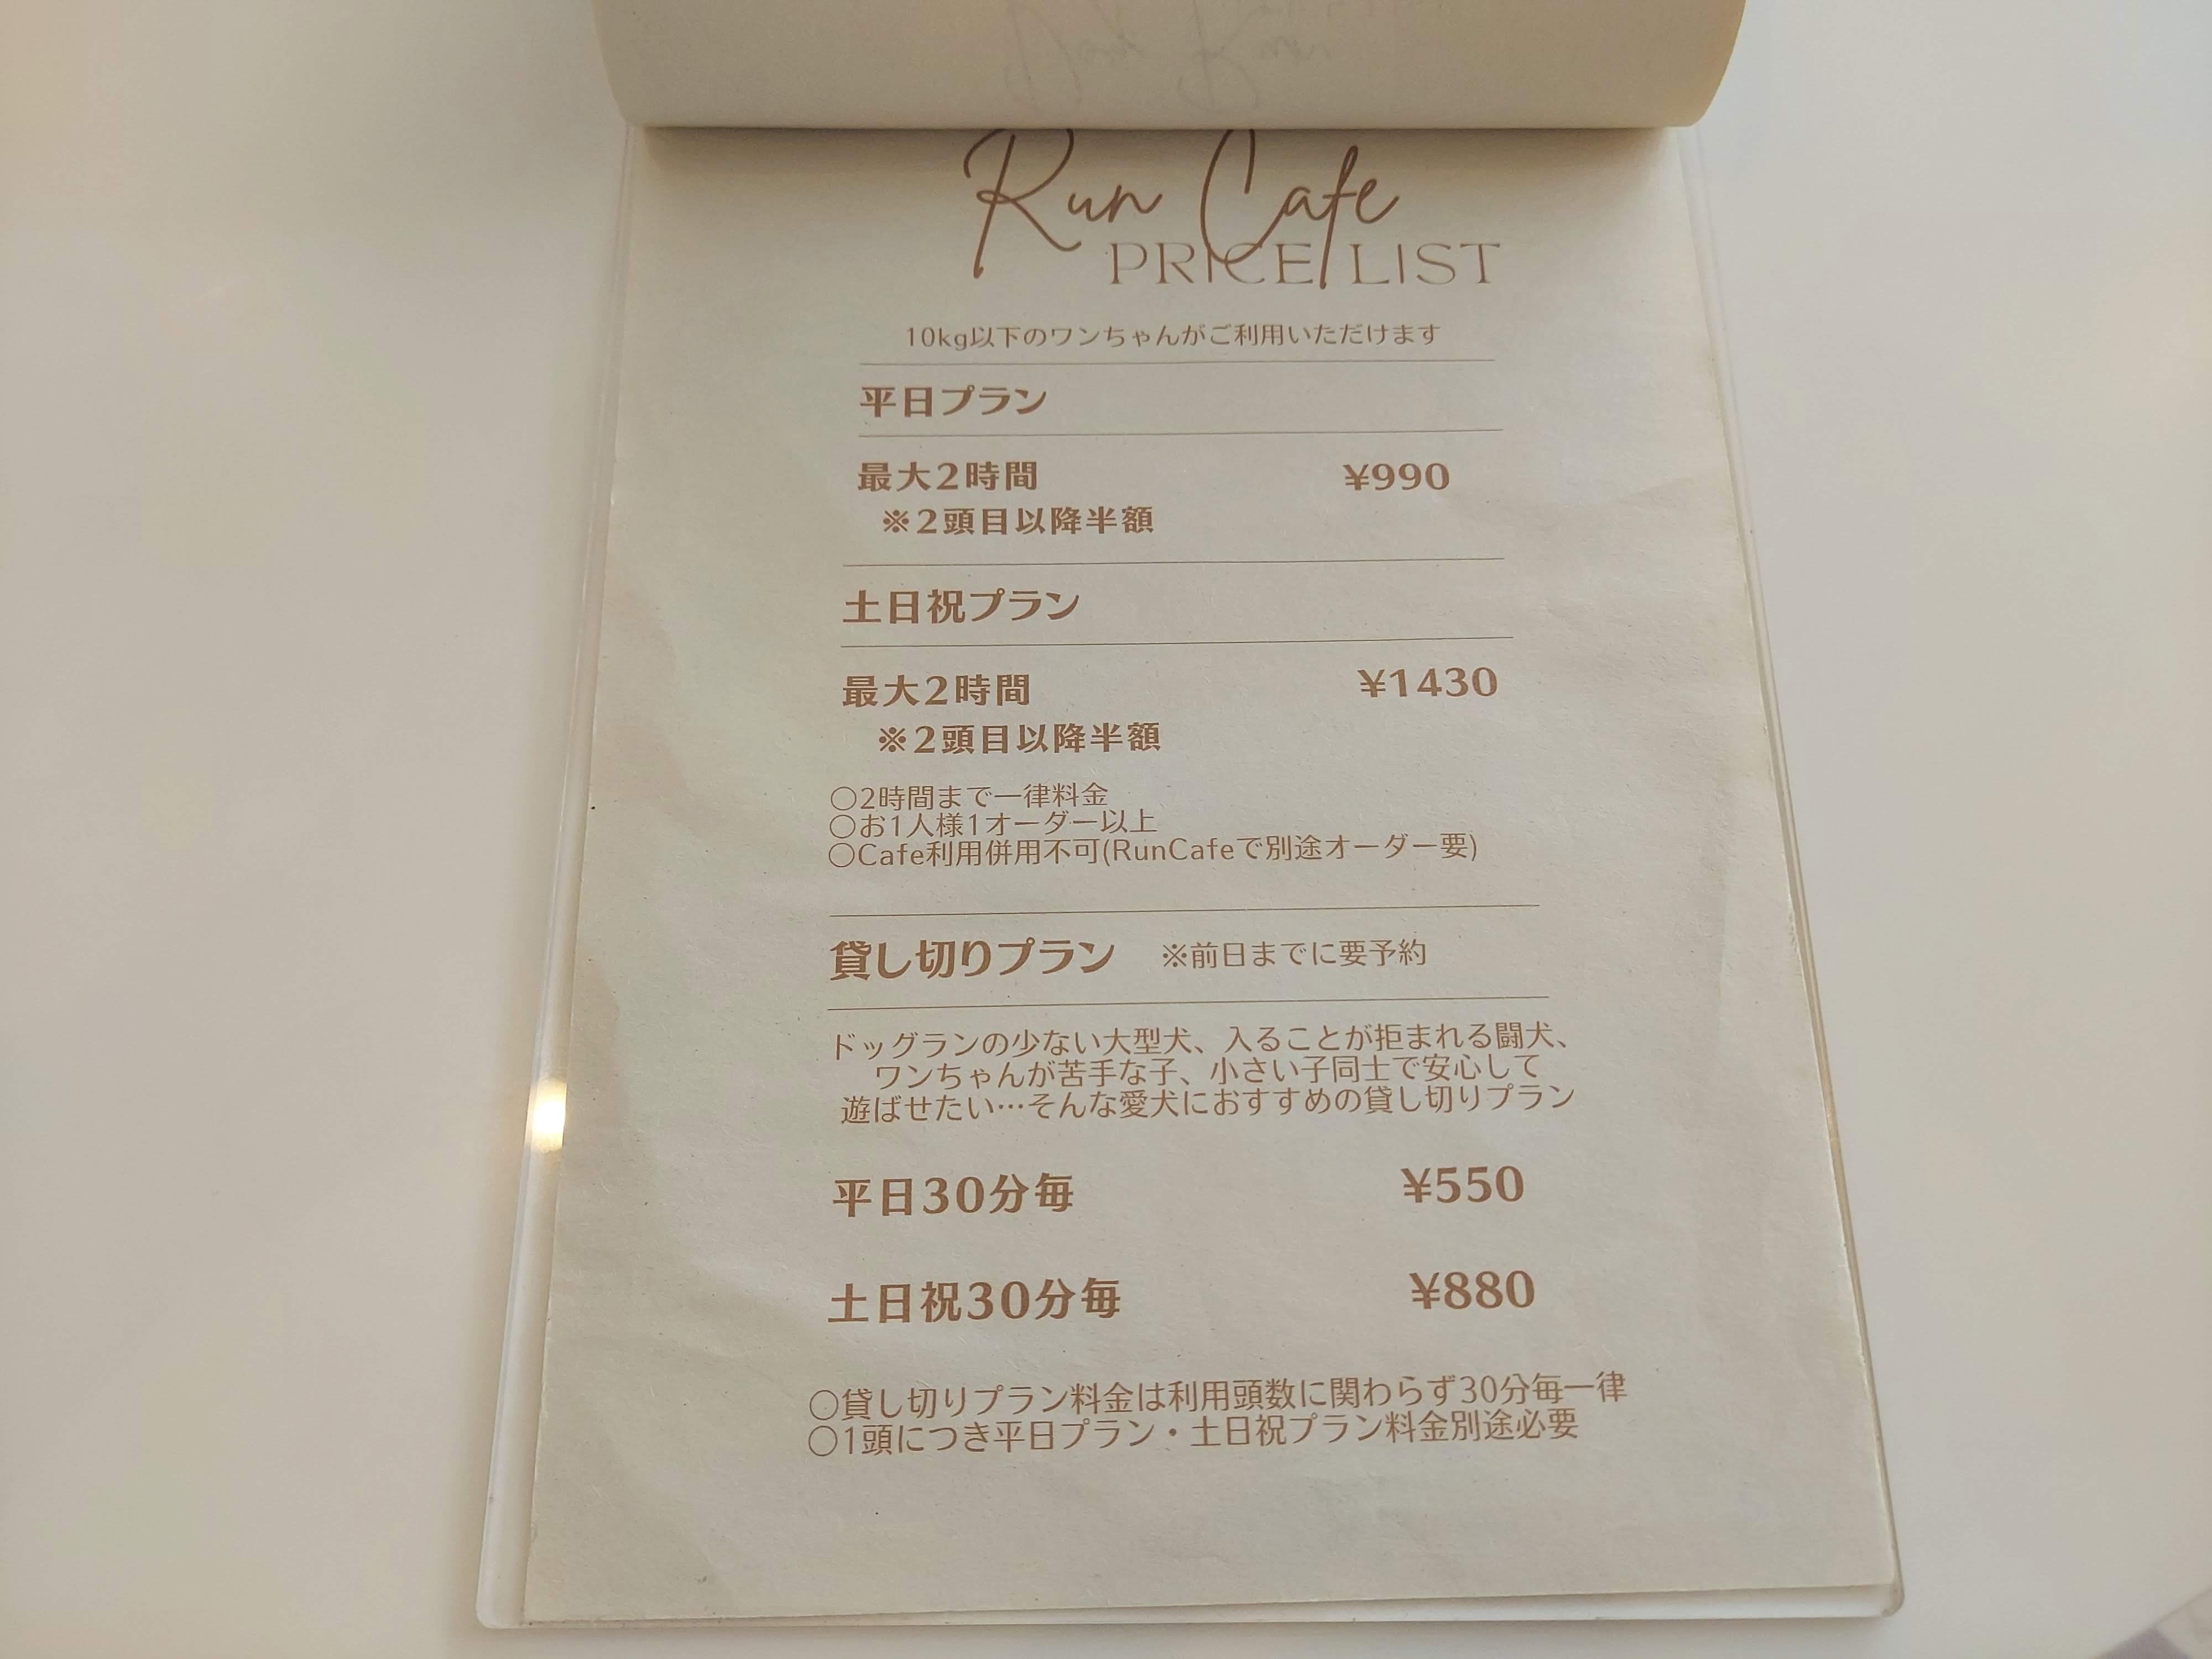 Run Cafe
PRICE LIST
10kg以下のワンちゃんがご利用いただけます
平日プラン
最大2時間 ¥990
※2頭目以降半額
土日祝プラン
最大2時間 ¥1430
※2頭目以降半額
○2時間まで一律料金
○お1人様1オーダー以上
○Cafe利用併用不可(RunCafeで別途オーダー要)
貸し切りプラン ※前日までに要予約
ドッグランの少ない大型犬、入ることが拒まれる闘犬、
ワンちゃんが苦手な子、小さい子同士で安心して
遊ばせたい…そんな愛犬におすすめの貸し切りプラン
平日30分毎 ¥550
土日祝30分毎 ¥880
○貸し切りプラン料金は利用頭数に関わらず30分毎一律
○1頭につき平日プラン・土日祝プラン料金別途必要